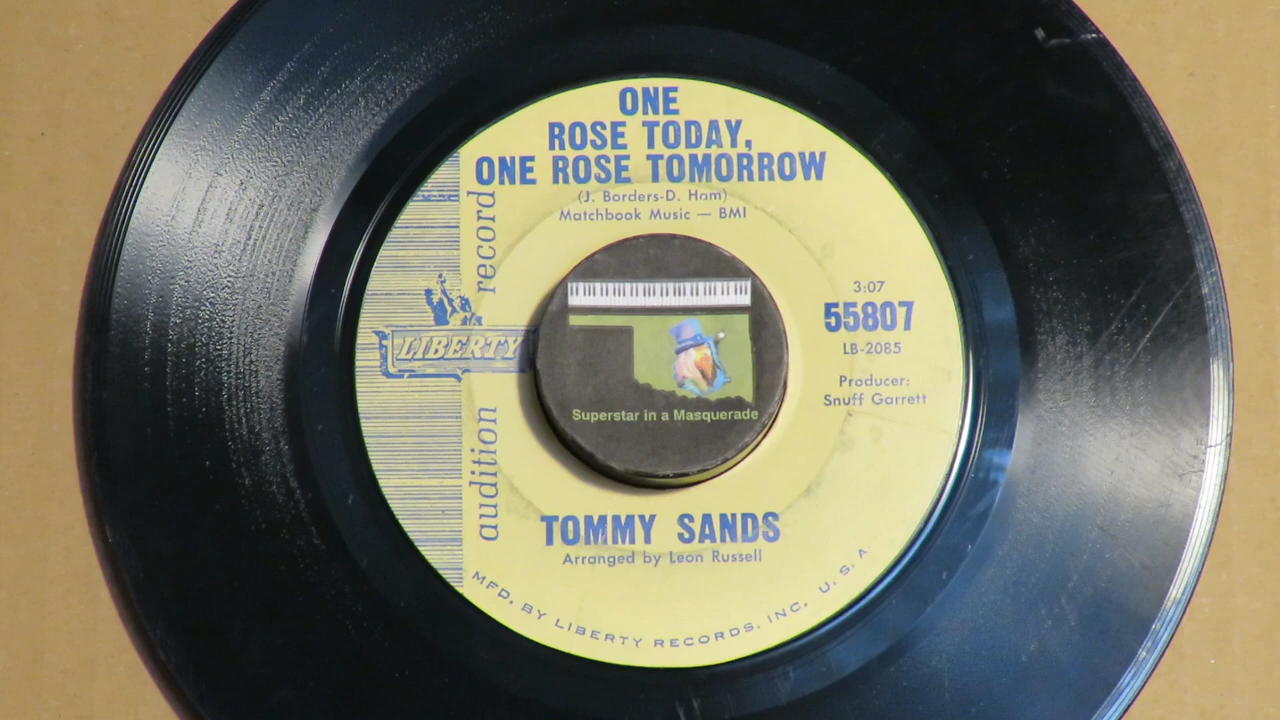 ONE
ROSE TODAY,
ONE ROSE TOMORROW
(J. Borders-D. Ham)
Matchbook Music — BMI
audition record
LIBERTY
3:07
55807
LB-2085
Producer:
Snuff Garrett
Superstar in a Masquerade
TOMMY SANDS
Arranged by Leon Russell
MFD. BY LIBERTY RECORDS, INC. U. S. A